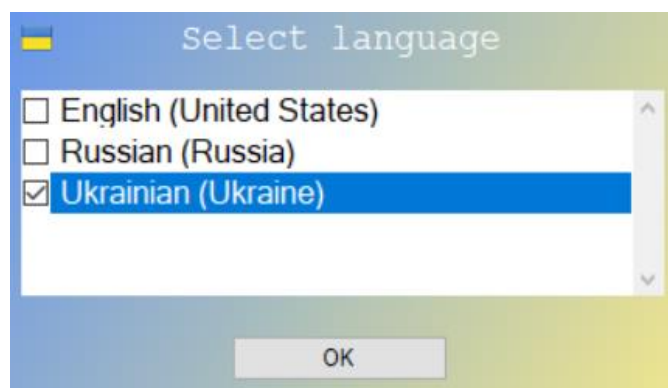 Select language
English (United States)
Russian (Russia)
Ukrainian (Ukraine)
OK